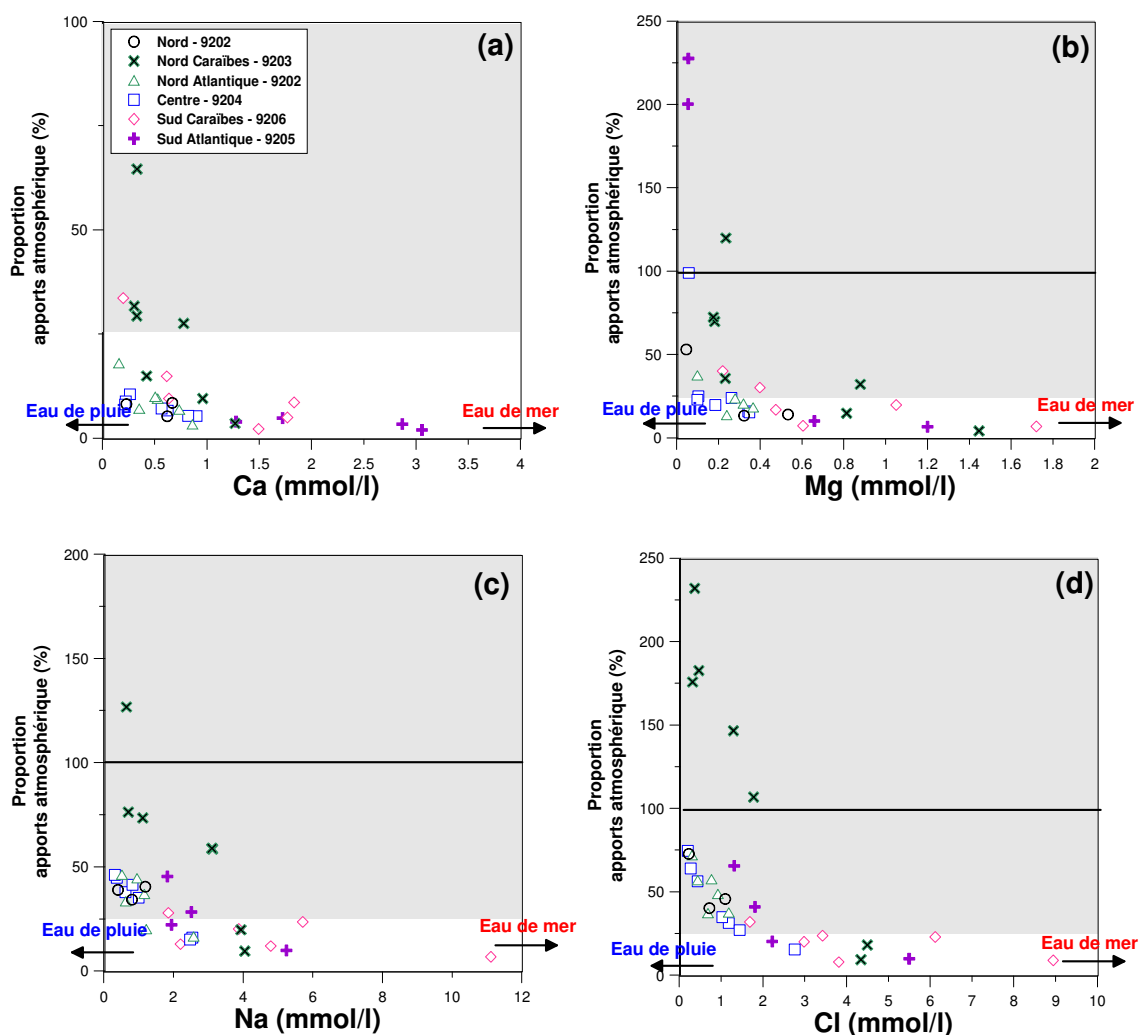 (a)
100
50
0
Proportion
apports atmosphérique (%)
Nord - 9202
Nord Caraïbes - 9203
Nord Atlantique - 9202
Centre - 9204
Sud Caraïbes - 9206
Sud Atlantique - 9205
Eau de pluie
Eau de mer
0 0.5 1 1.5 2 2.5 3 3.5 4
Ca (mmol/l)
(b)
250
200
150
100
50
0
Proportion
apports atmosphérique (%)
Eau de pluie
Eau de mer
0 0.2 0.4 0.6 0.8 1 1.2 1.4 1.6 1.8 2
Mg (mmol/l)
(c)
200
150
100
50
0
Proportion
apports atmosphérique (%)
Eau de pluie
Eau de mer
0 2 4 6 8 10 12
Na (mmol/l)
(d)
250
200
150
100
50
0
Proportion
apports atmosphérique (%)
Eau de pluie
Eau de mer
0 1 2 3 4 5 6 7 8 9 10
Cl (mmol/l)